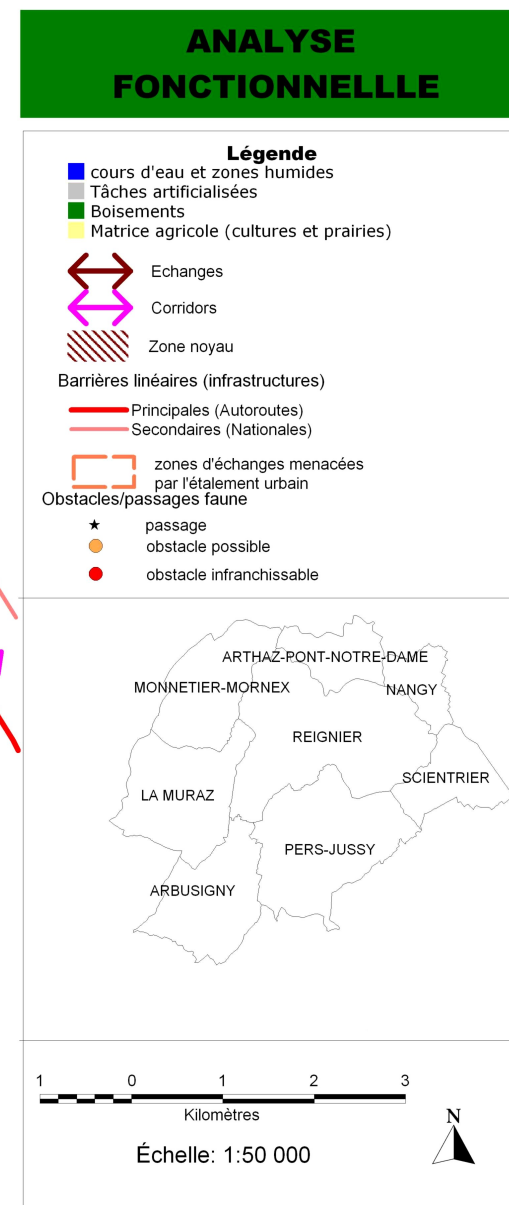 ANALYSE
FONCTIONNELLLE
Légende
cours d'eau et zones humides
Tâches artificialisées
Boisements
Matrice agricole (cultures et prairies)
Echanges
Corridors
Zone noyau
Barrières linéaires (infrastructures)
Principales (Autoroutes)
Secondaires (Nationales)
zones d'échanges menacées
par l'étalement urbain
Obstacles/passages faune
passage
obstacle possible
obstacle infranchissable
ARTHAZ-PONT-NOTRE-DAME
MONNETIER-MORNEX
NANGY
REIGNIER
SCIENTRIER
LA MURAZ
PERS-JUSSY
ARBUSIGNY
1 0 1 2 3
Kilomètres
N
Échelle: 1:50 000